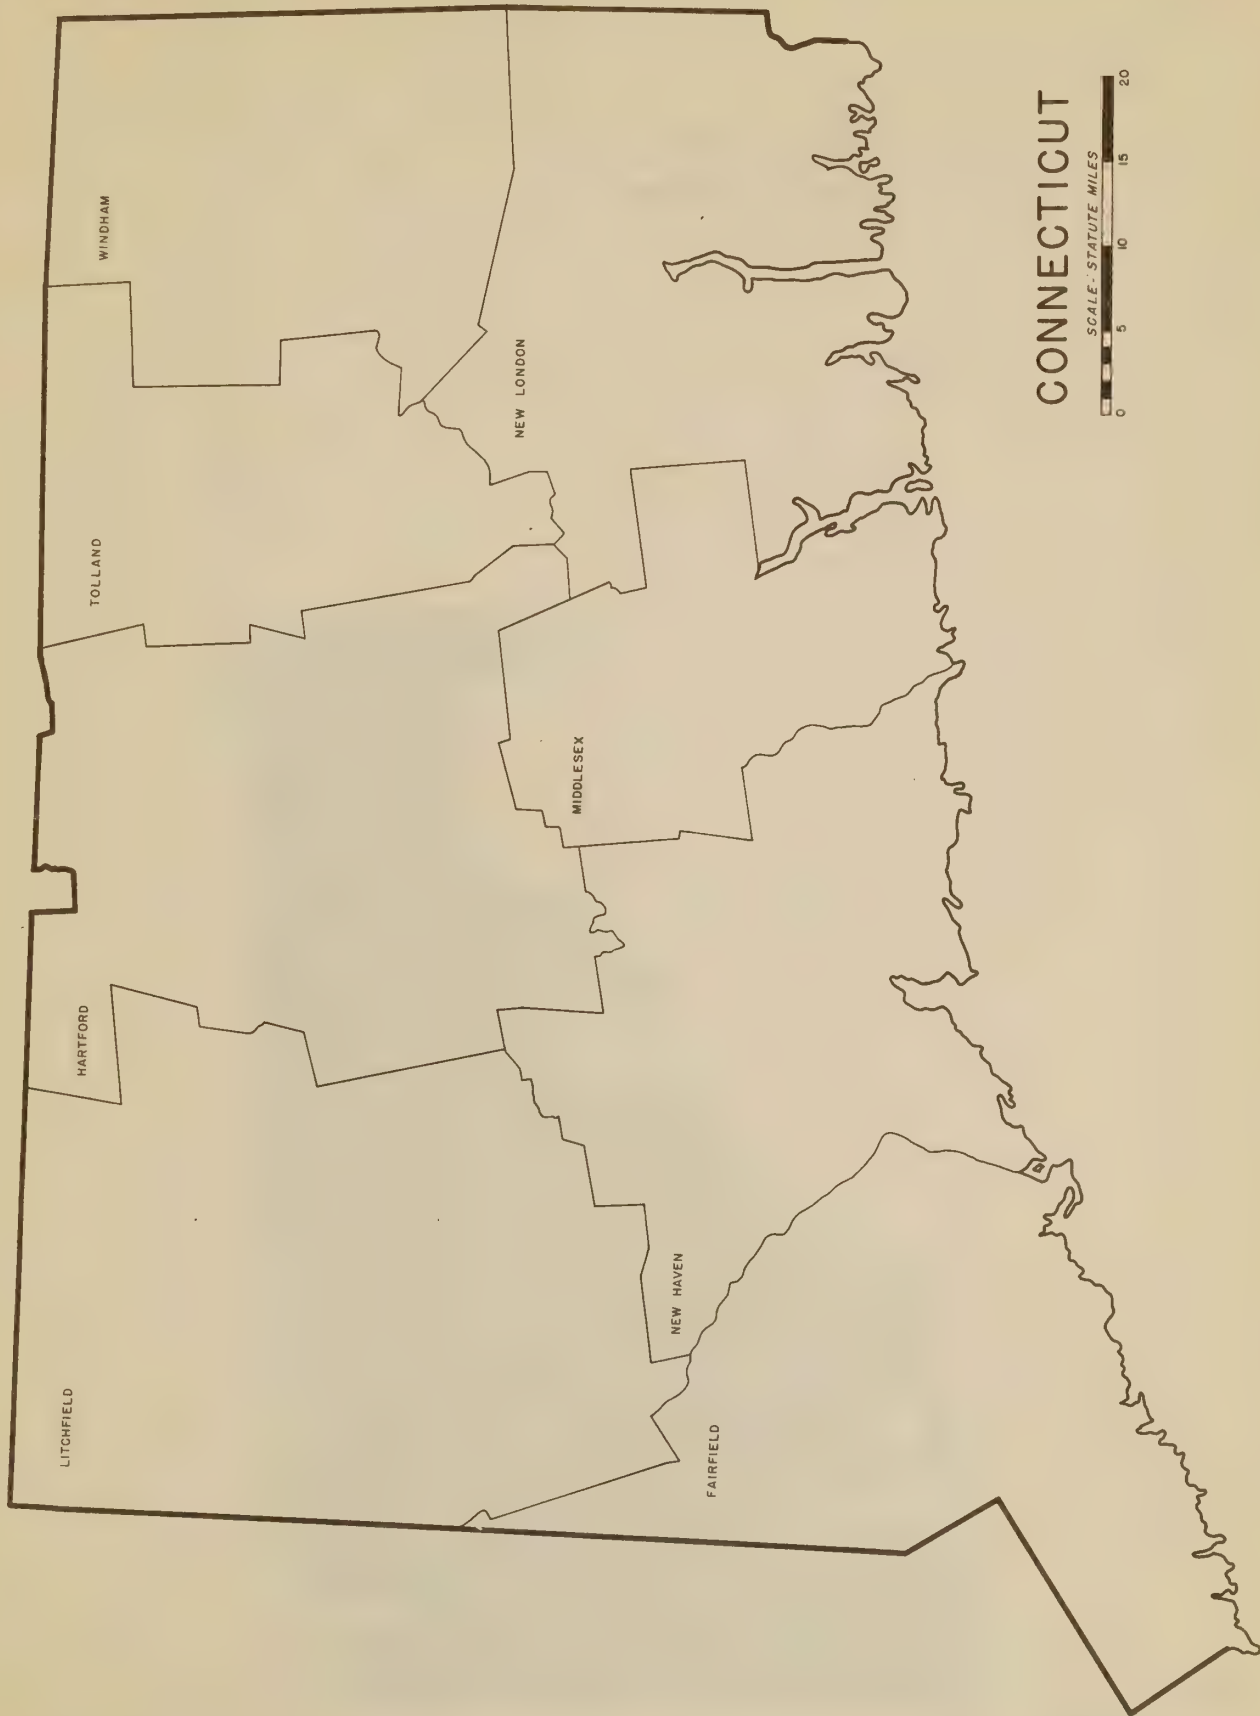 LITCHFIELD
HARTFORD
TOLLAND
WINDHAM
NEW LONDON
MIDDLESEX
NEW HAVEN
FAIRFIELD
CONNECTICUT
SCALE - STATUTE MILES
0 5 10 15 20